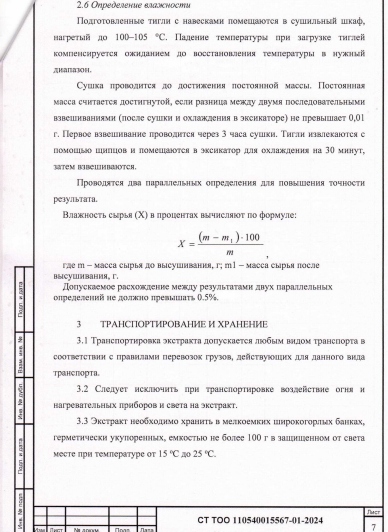 2.6 Определение влажности
Подготовленные тигли с навесками помещаются в сушильный шкаф,
нагретый до 100–105 °С. Падение температуры при загрузке тиглей
компенсируется ожиданием до восстановления температуры в нужный
диапазон.
Сушка проводится до достижения постоянной массы. Постоянная
масса считается достигнутой, если разница между двумя последовательными
взвешиваниями (после сушки и охлаждения в эксикаторе) не превышает 0,01
г. Первое взвешивание проводится через 3 часа сушки. Тигли извлекаются с
помощью щипцов и помещаются в эксикатор для охлаждения на 30 минут,
затем взвешиваются.
Проводятся два параллельных определения для повышения точности
результата.
Влажность сырья (X) в процентах вычисляют по формуле:
X = (m − m₁)·100 / m ,
где m – масса сырья до высушивания, г; m1 – масса сырья после
высушивания, г.
Допускаемое расхождение между результатами двух параллельных
определений не должно превышать 0.5%.
3 ТРАНСПОРТИРОВАНИЕ И ХРАНЕНИЕ
3.1 Транспортировка экстракта допускается любым видом транспорта в
соответствии с правилами перевозок грузов, действующих для данного вида
транспорта.
3.2 Следует исключить при транспортировке воздействие огня и
нагревательных приборов и света на экстракт.
3.3 Экстракт необходимо хранить в мелкоемких широкогорлых банках,
герметически укупоренных, емкостью не более 100 г в защищенном от света
месте при температуре от 15 ºС до 25 ºС.
Подп. и дата
Взам. инв. №
Инв. № дубл.
Подп. и дата
Инв. № подл
Изм Лист № докум. Подп. Дата
СТ ТОО 110540015567-01-2024
Лист
7